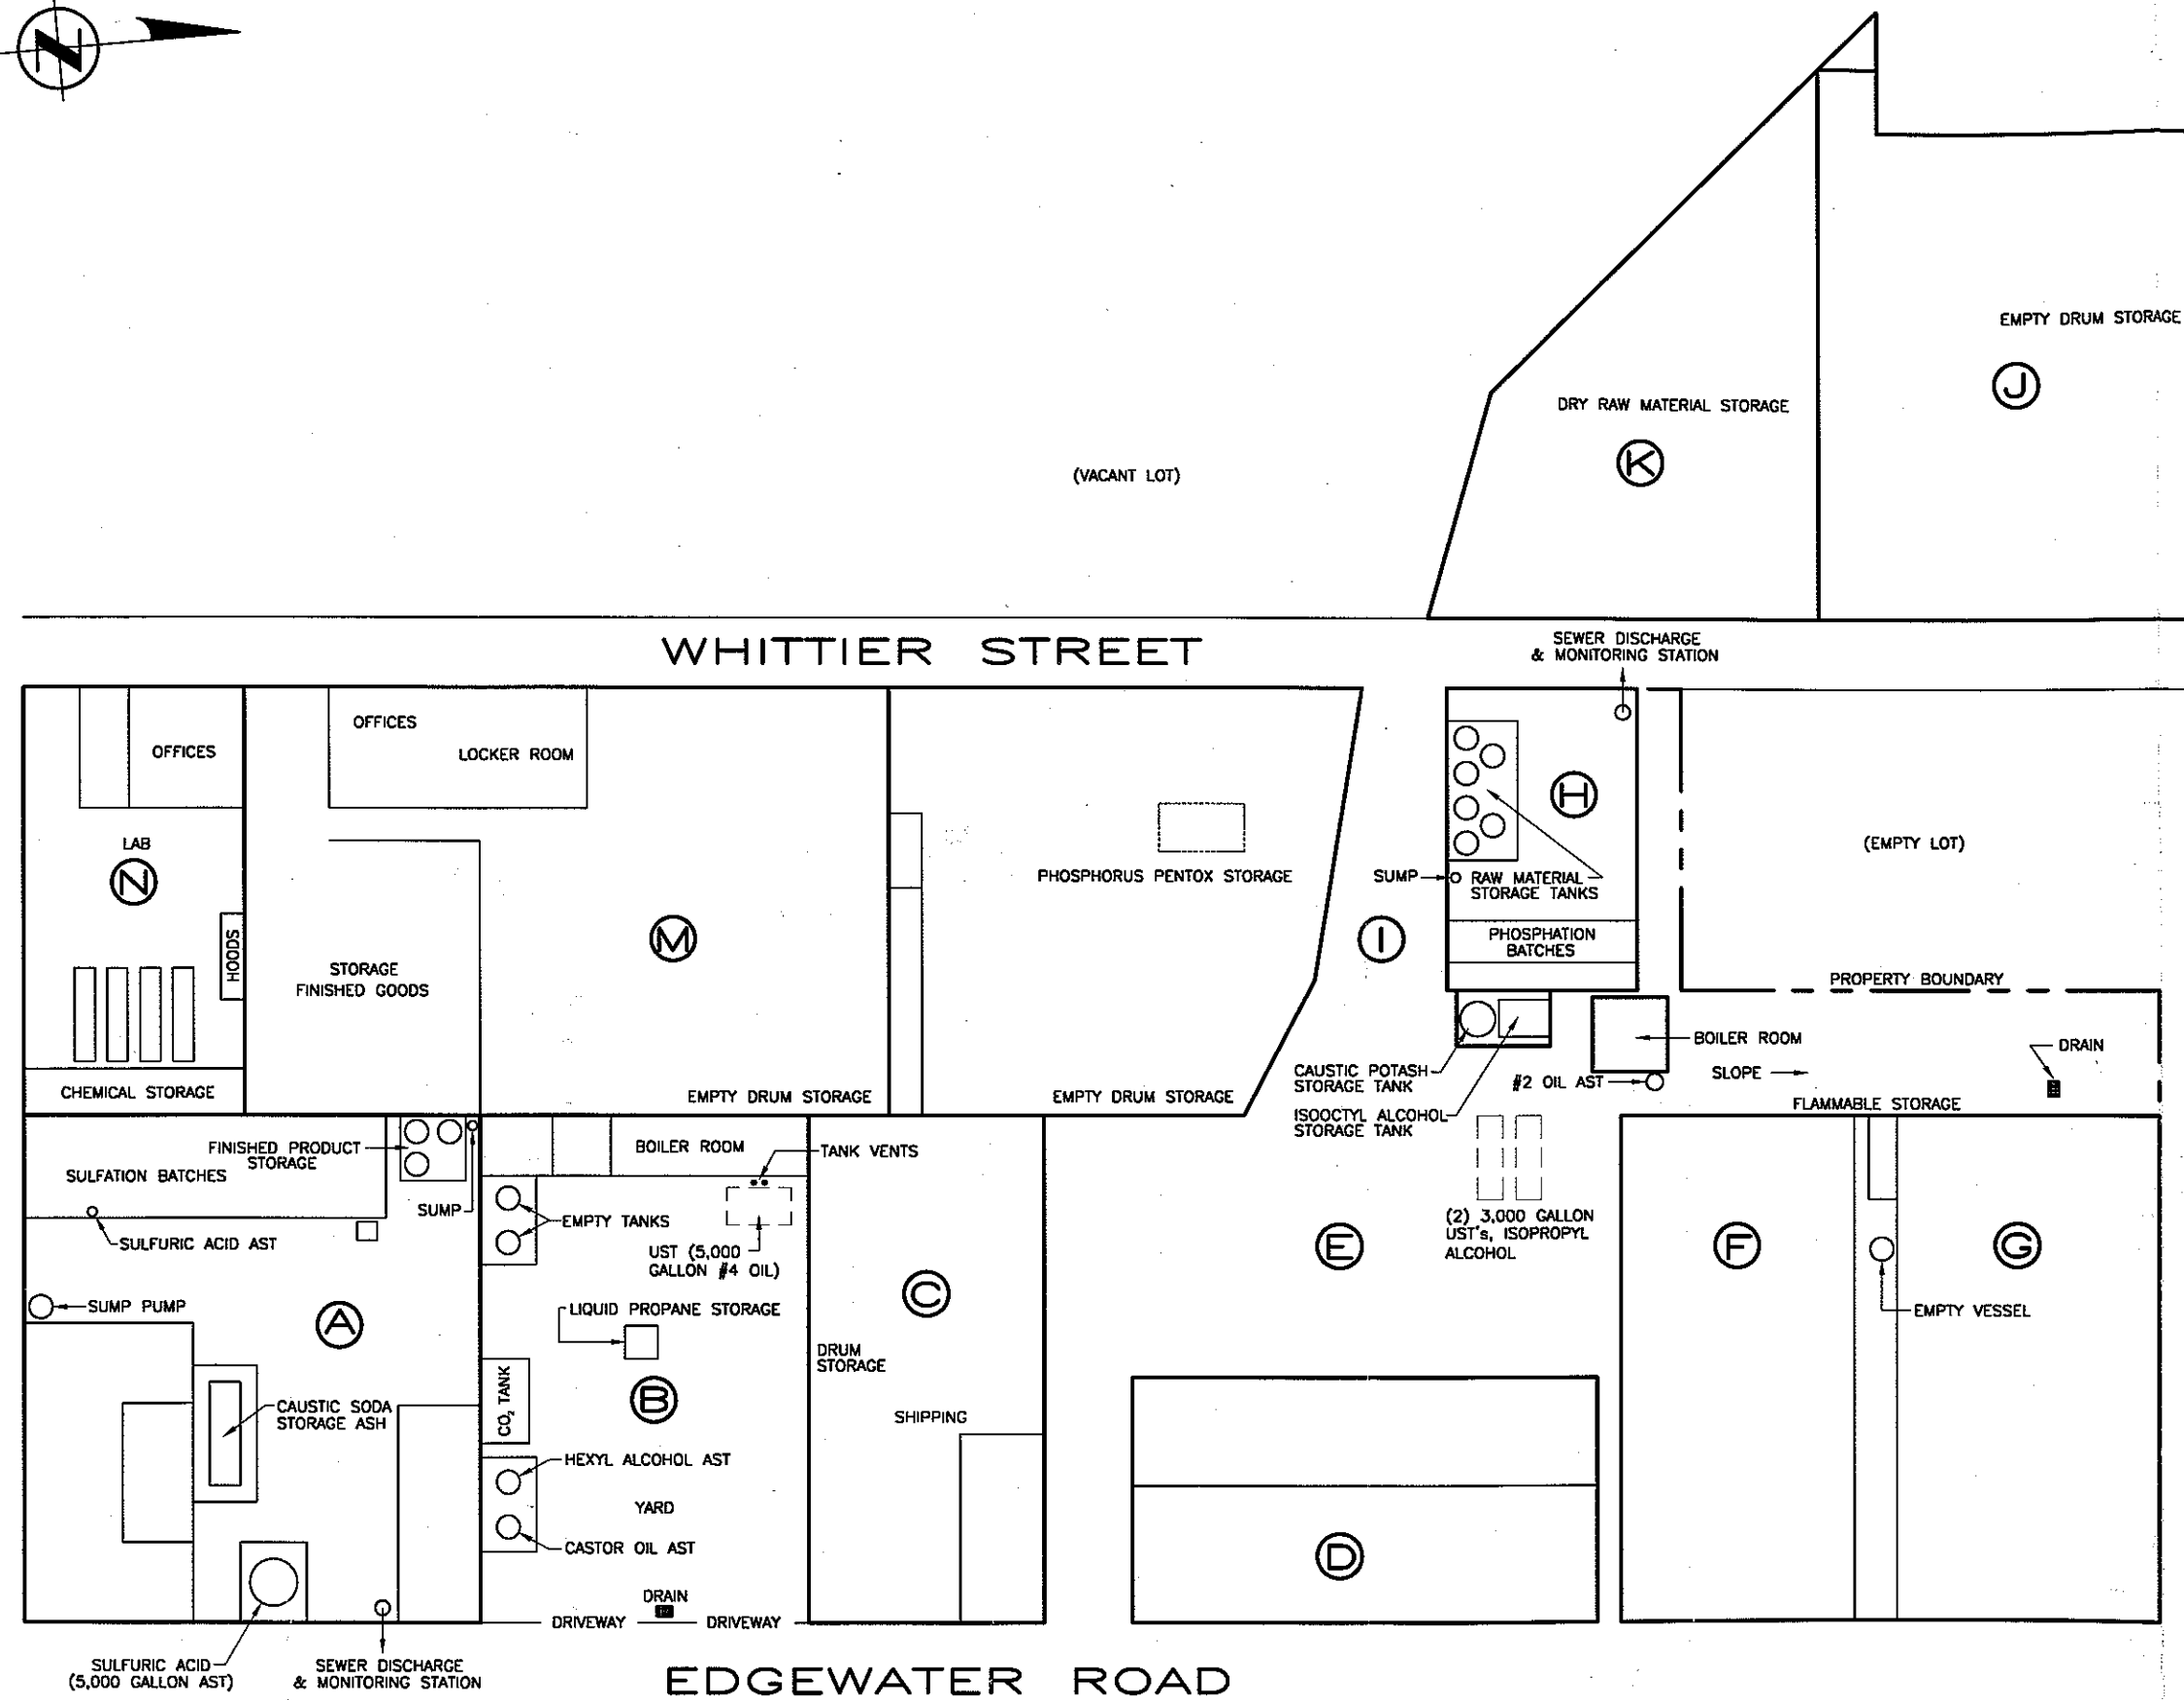 N
EMPTY DRUM STORAGE
J
DRY RAW MATERIAL STORAGE
K
(VACANT LOT)
WHITTIER STREET
SEWER DISCHARGE
& MONITORING STATION
OFFICES
OFFICES
LOCKER ROOM
LAB
N
HOODS
STORAGE
FINISHED GOODS
M
PHOSPHORUS PENTOX STORAGE
H
SUMP
RAW MATERIAL
STORAGE TANKS
I
PHOSPHATION
BATCHES
(EMPTY LOT)
PROPERTY BOUNDARY
CHEMICAL STORAGE
EMPTY DRUM STORAGE
EMPTY DRUM STORAGE
CAUSTIC POTASH
STORAGE TANK
ISOOCTYL ALCOHOL
STORAGE TANK
BOILER ROOM
#2 OIL AST
SLOPE
DRAIN
FLAMMABLE STORAGE
FINISHED PRODUCT
STORAGE
SULFATION BATCHES
SUMP
SULFURIC ACID AST
SUMP PUMP
A
CAUSTIC SODA
STORAGE ASH
BOILER ROOM
TANK VENTS
EMPTY TANKS
UST (5,000
GALLON #4 OIL)
LIQUID PROPANE STORAGE
CO2 TANK
B
HEXYL ALCOHOL AST
YARD
CASTOR OIL AST
DRAIN
DRIVEWAY
DRIVEWAY
C
DRUM
STORAGE
SHIPPING
E
(2) 3,000 GALLON
UST's, ISOPROPYL
ALCOHOL
D
F
G
EMPTY VESSEL
SULFURIC ACID
(5,000 GALLON AST)
SEWER DISCHARGE
& MONITORING STATION
EDGEWATER ROAD